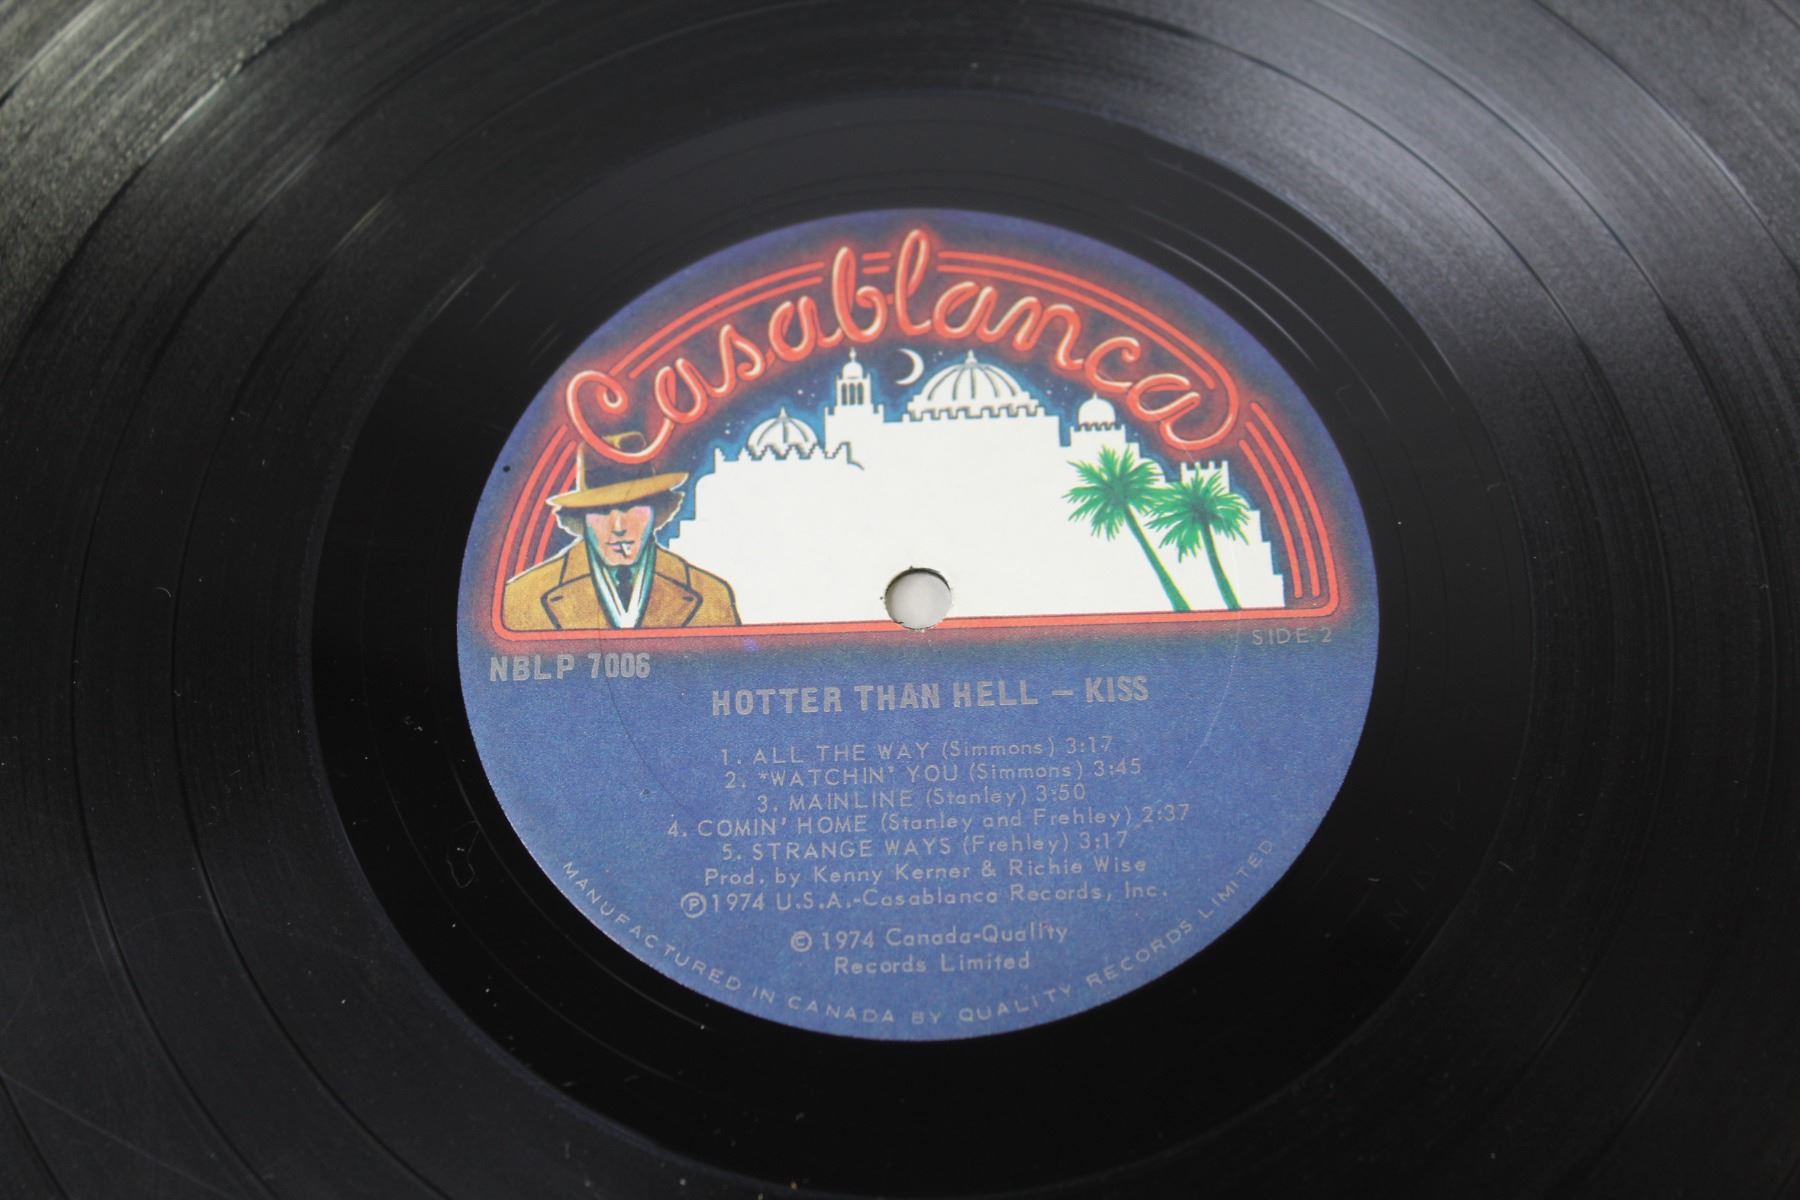 Casablanca
SIDE 2
NBLP 7006
HOTTER THAN HELL – KISS
1. ALL THE WAY (Simmons) 3:17
2. *WATCHIN' YOU (Simmons) 3:45
3. MAINLINE (Stanley) 3:50
4. COMIN' HOME (Stanley and Frehley) 2:37
5. STRANGE WAYS (Frehley) 3:17
Prod. by Kenny Kerner & Richie Wise
℗1974 U.S.A.-Casablanca Records, Inc.
© 1974 Canada-Quality
Records Limited
MANUFACTURED IN CANADA BY QUALITY RECORDS LIMITED